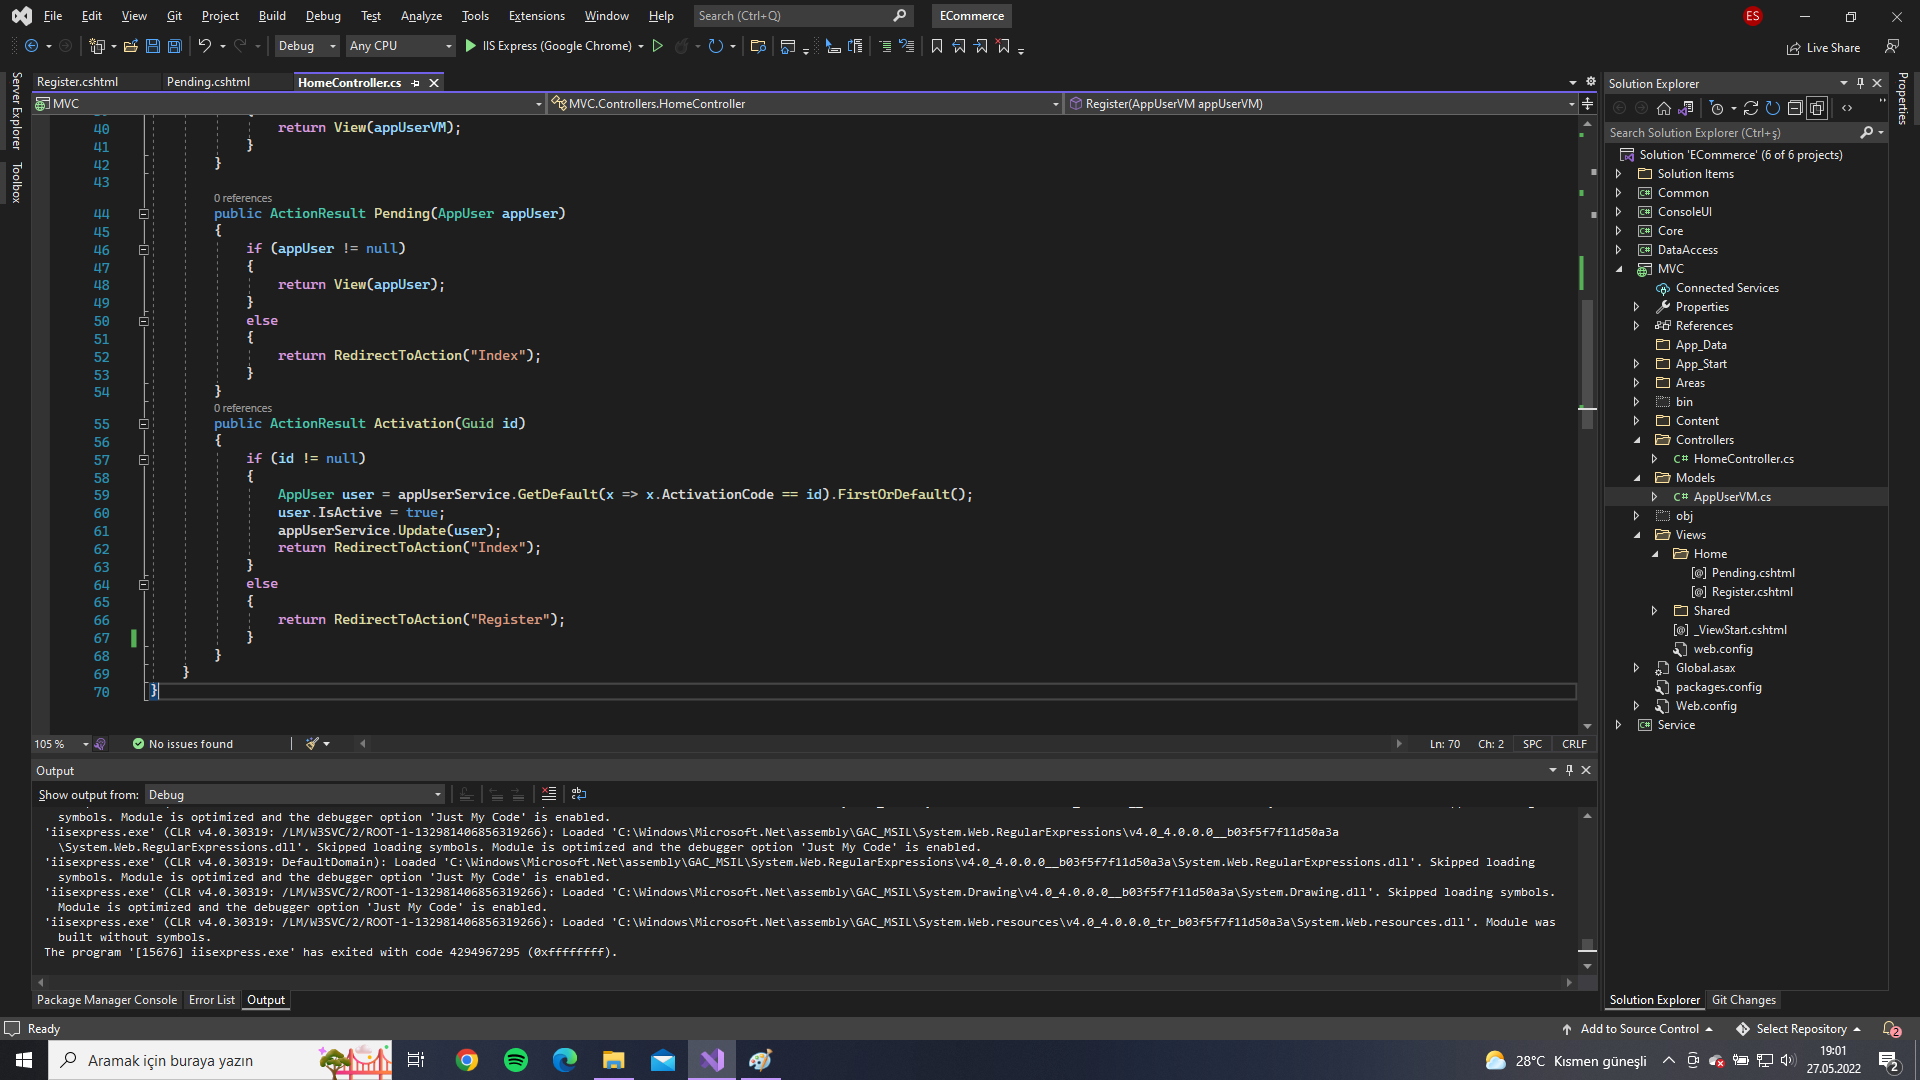 File Edit View Git Project Build Debug Test Analyze Tools Extensions Window Help Search (Ctrl+Q) ECommerce ES
Debug Any CPU IIS Express (Google Chrome) Live Share
Server Explorer
Toolbox
Register.cshtml Pending.cshtml HomeController.cs
MVC MVC.Controllers.HomeController Register(AppUserVM appUserVM)
40 return View(appUserVM);
41 }
42 }
43
0 references
44 public ActionResult Pending(AppUser appUser)
45 {
46 if (appUser != null)
47 {
48 return View(appUser);
49 }
50 else
51 {
52 return RedirectToAction("Index");
53 }
54 }
0 references
55 public ActionResult Activation(Guid id)
56 {
57 if (id != null)
58 {
59 AppUser user = appUserService.GetDefault(x => x.ActivationCode == id).FirstOrDefault();
60 user.IsActive = true;
61 appUserService.Update(user);
62 return RedirectToAction("Index");
63 }
64 else
65 {
66 return RedirectToAction("Register");
67 }
68 }
69 }
70 }
105 % No issues found Ln: 70 Ch: 2 SPC CRLF
Output
Show output from: Debug
symbols. Module is optimized and the debugger option 'Just My Code' is enabled.
'iisexpress.exe' (CLR v4.0.30319: /LM/W3SVC/2/ROOT-1-132981406856319266): Loaded 'C:\Windows\Microsoft.Net\assembly\GAC_MSIL\System.Web.RegularExpressions\v4.0_4.0.0.0__b03f5f7f11d50a3a
\System.Web.RegularExpressions.dll'. Skipped loading symbols. Module is optimized and the debugger option 'Just My Code' is enabled.
'iisexpress.exe' (CLR v4.0.30319: DefaultDomain): Loaded 'C:\Windows\Microsoft.Net\assembly\GAC_MSIL\System.Web.RegularExpressions\v4.0_4.0.0.0__b03f5f7f11d50a3a\System.Web.RegularExpressions.dll'. Skipped loading
symbols. Module is optimized and the debugger option 'Just My Code' is enabled.
'iisexpress.exe' (CLR v4.0.30319: /LM/W3SVC/2/ROOT-1-132981406856319266): Loaded 'C:\Windows\Microsoft.Net\assembly\GAC_MSIL\System.Drawing\v4.0_4.0.0.0__b03f5f7f11d50a3a\System.Drawing.dll'. Skipped loading symbols.
Module is optimized and the debugger option 'Just My Code' is enabled.
'iisexpress.exe' (CLR v4.0.30319: /LM/W3SVC/2/ROOT-1-132981406856319266): Loaded 'C:\Windows\Microsoft.Net\assembly\GAC_MSIL\System.Web.resources\v4.0_4.0.0.0_tr_b03f5f7f11d50a3a\System.Web.resources.dll'. Module was
built without symbols.
The program '[15676] iisexpress.exe' has exited with code 4294967295 (0xffffffff).
Package Manager Console Error List Output
Solution Explorer
Search Solution Explorer (Ctrl+ş)
Solution 'ECommerce' (6 of 6 projects)
Solution Items
C# Common
C# ConsoleUI
C# Core
C# DataAccess
MVC
Connected Services
Properties
References
App_Data
App_Start
Areas
bin
Content
Controllers
C# HomeController.cs
Models
C# AppUserVM.cs
obj
Views
Home
[@] Pending.cshtml
[@] Register.cshtml
Shared
[@] _ViewStart.cshtml
web.config
Global.asax
packages.config
Web.config
C# Service
Solution Explorer Git Changes
Properties
Ready Add to Source Control Select Repository 2
Aramak için buraya yazın 28°C Kısmen güneşli 19:01
27.05.2022 2